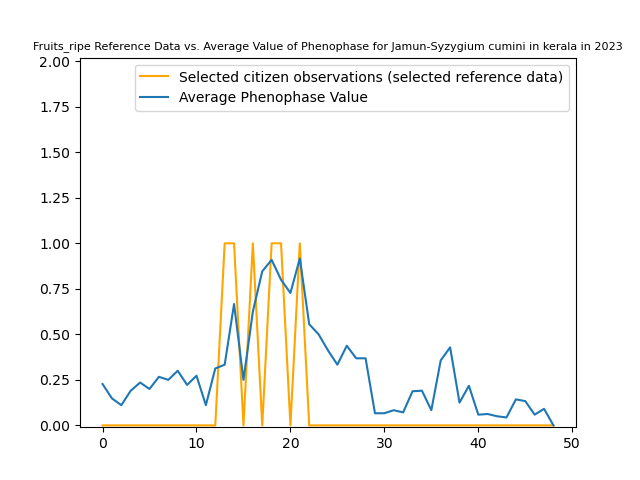 Fruits_ripe Reference Data vs. Average Value of Phenophase for Jamun-Syzygium cumini in kerala in 2023
Selected citizen observations (selected reference data)
Average Phenophase Value
2.00
1.75
1.50
1.25
1.00
0.75
0.50
0.25
0.00
0 10 20 30 40 50